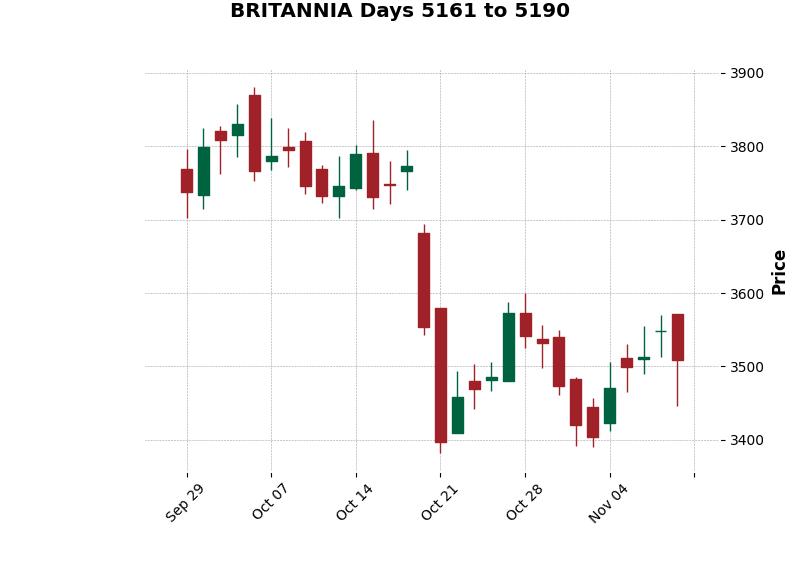 BRITANNIA Days 5161 to 5190
3900
3800
3700
3600
3500
3400
Price
Sep 29
Oct 07
Oct 14
Oct 21
Oct 28
Nov 04